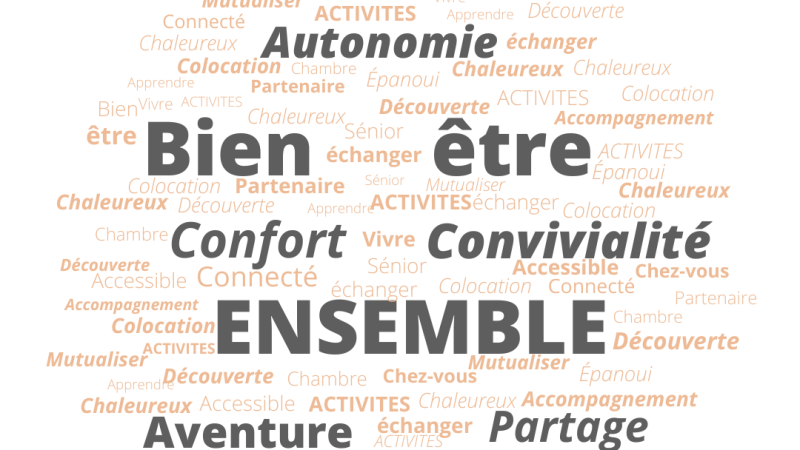 Mutualiser ACTIVITES Vivre Apprendre Découverte
Connecté
Chaleureux Autonomie échanger
Colocation Chambre Chaleureux Chaleureux
Apprendre Partenaire Épanoui Colocation
Bien Vivre ACTIVITES Découverte ACTIVITES
Chaleureux Accompagnement
être Bien échanger Sénior être ACTIVITES
Épanoui
Colocation Partenaire Sénior Mutualiser Chaleureux
Chaleureux Découverte Apprendre ACTIVITES échanger Colocation
Chambre Confort Vivre Convivialité
Découverte Sénior Accessible Chez-vous
Accessible Connecté échanger Colocation Connecté
Accompagnement Partenaire
Colocation ENSEMBLE Chambre
ACTIVITES Découverte
Mutualiser Mutualiser
Apprendre Découverte Chambre Chez-vous Épanoui
Chaleureux Accessible ACTIVITES Chaleureux Accompagnement
Aventure échanger Partage
ACTIVITES